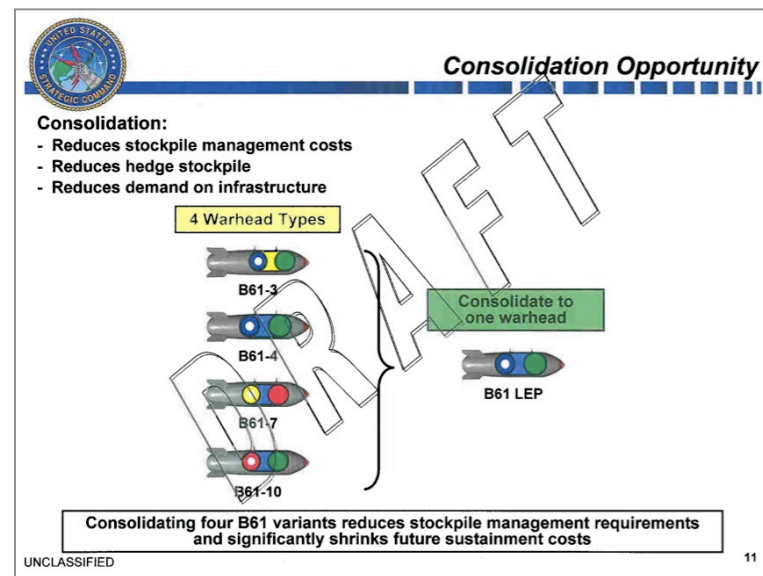 UNITED STATES
STRATEGIC COMMAND
Consolidation Opportunity
Consolidation:
- Reduces stockpile management costs
- Reduces hedge stockpile
- Reduces demand on infrastructure
4 Warhead Types
B61-3
B61-4
B61-7
B61-10
Consolidate to
one warhead
B61 LEP
DRAFT
Consolidating four B61 variants reduces stockpile management requirements
and significantly shrinks future sustainment costs
UNCLASSIFIED
11